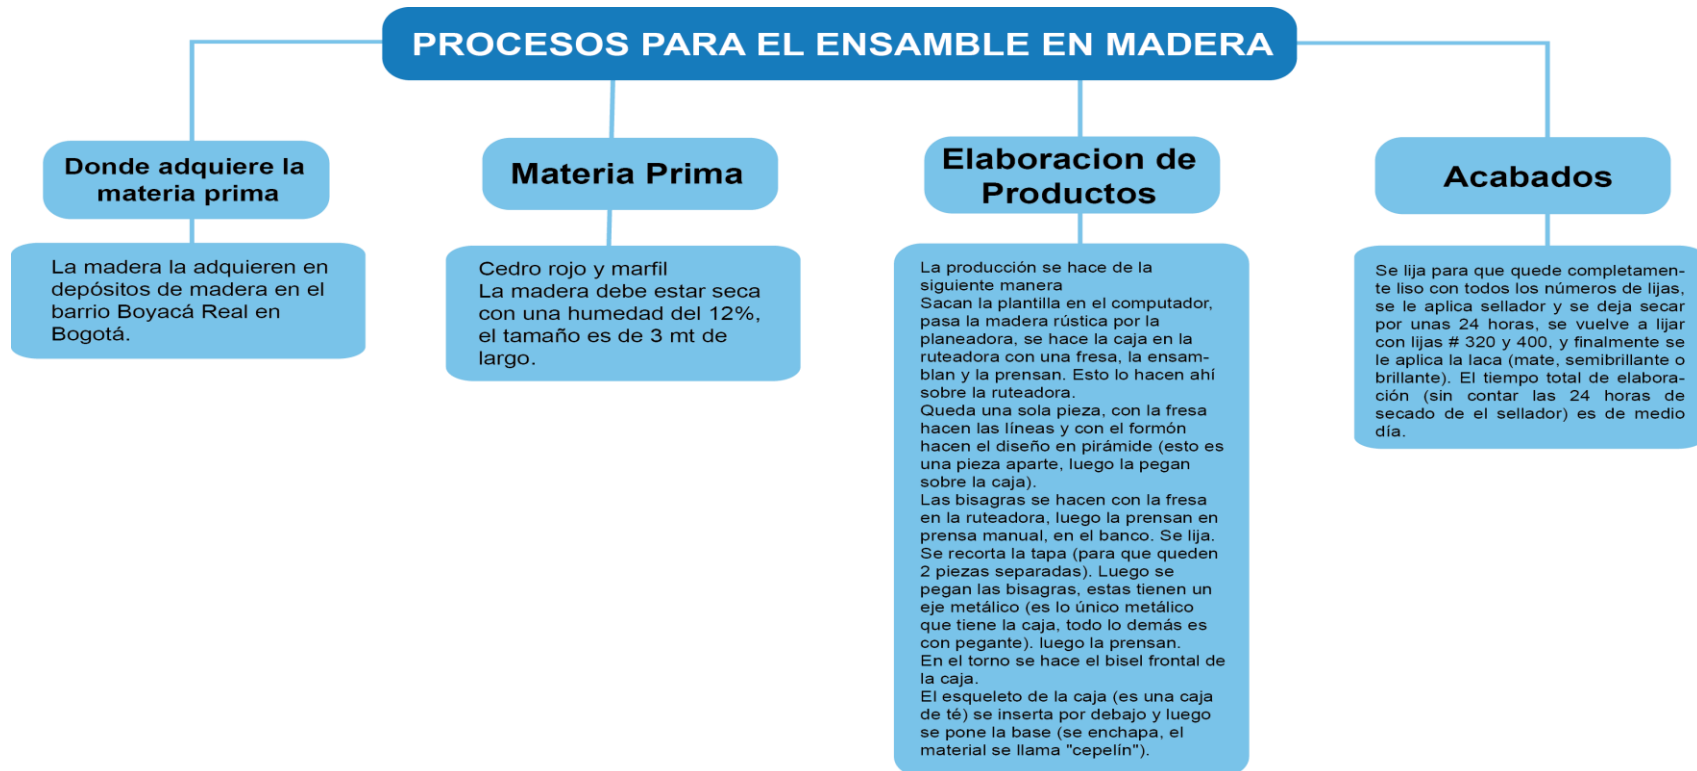 PROCESOS PARA EL ENSAMBLE EN MADERA
Donde adquiere la
materia prima
La madera la adquieren en
depósitos de madera en el
barrio Boyacá Real en
Bogotá.
Materia Prima
Cedro rojo y marfil
La madera debe estar seca
con una humedad del 12%,
el tamaño es de 3 mt de
largo.
Elaboracion de
Productos
La producción se hace de la
siguiente manera
Sacan la plantilla en el computador,
pasa la madera rústica por la
planeadora, se hace la caja en la
ruteadora con una fresa, la ensam-
blan y la prensan. Esto lo hacen ahí
sobre la ruteadora.
Queda una sola pieza, con la fresa
hacen las líneas y con el formón
hacen el diseño en pirámide (esto es
una pieza aparte, luego la pegan
sobre la caja).
Las bisagras se hacen con la fresa
en la ruteadora, luego la prensan en
prensa manual, en el banco. Se lija.
Se recorta la tapa (para que queden
2 piezas separadas). Luego se
pegan las bisagras, estas tienen un
eje metálico (es lo único metálico
que tiene la caja, todo lo demás es
con pegante). luego la prensan.
En el torno se hace el bisel frontal de
la caja.
El esqueleto de la caja (es una caja
de té) se inserta por debajo y luego
se pone la base (se enchapa, el
material se llama "cepelín").
Acabados
Se lija para que quede completamen-
te liso con todos los números de lijas,
se le aplica sellador y se deja secar
por unas 24 horas, se vuelve a lijar
con lijas # 320 y 400, y finalmente se
le aplica la laca (mate, semibrillante o
brillante). El tiempo total de elabora-
ción (sin contar las 24 horas de
secado de el sellador) es de medio
día.